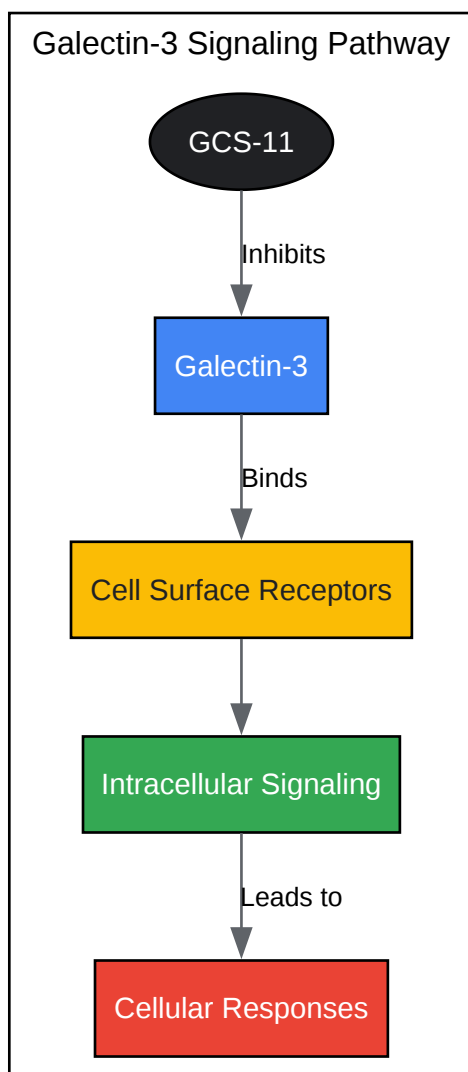 Galectin-3 Signaling Pathway
GCS-11
Inhibits
Galectin-3
Binds
Cell Surface Receptors
Intracellular Signaling
Leads to
Cellular Responses